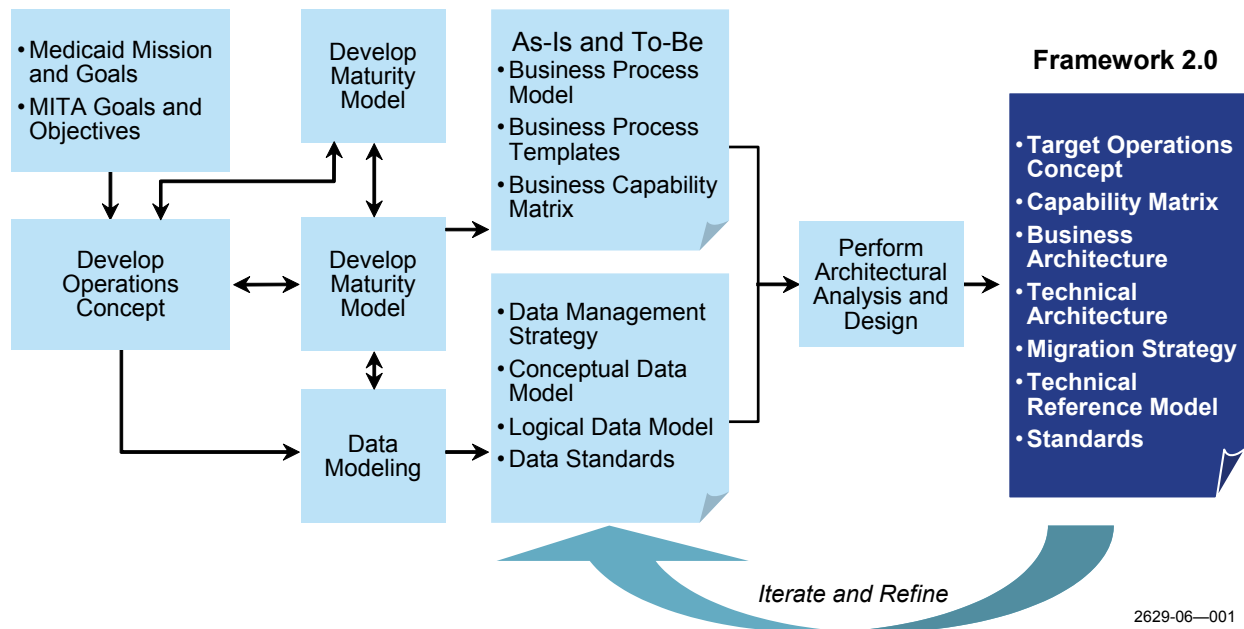 • Medicaid Mission
and Goals
• MITA Goals and
Objectives
Develop
Maturity
Model
As-Is and To-Be
• Business Process
Model
• Business Process
Templates
• Business Capability
Matrix
Framework 2.0
• Target Operations
Concept
• Capability Matrix
• Business
Architecture
• Technical
Architecture
• Migration Strategy
• Technical
Reference Model
• Standards
Develop
Operations
Concept
Develop
Maturity
Model
Perform
Architectural
Analysis and
Design
• Data Management
Strategy
• Conceptual Data
Model
• Logical Data Model
• Data Standards
Data
Modeling
Iterate and Refine
2629-06—001